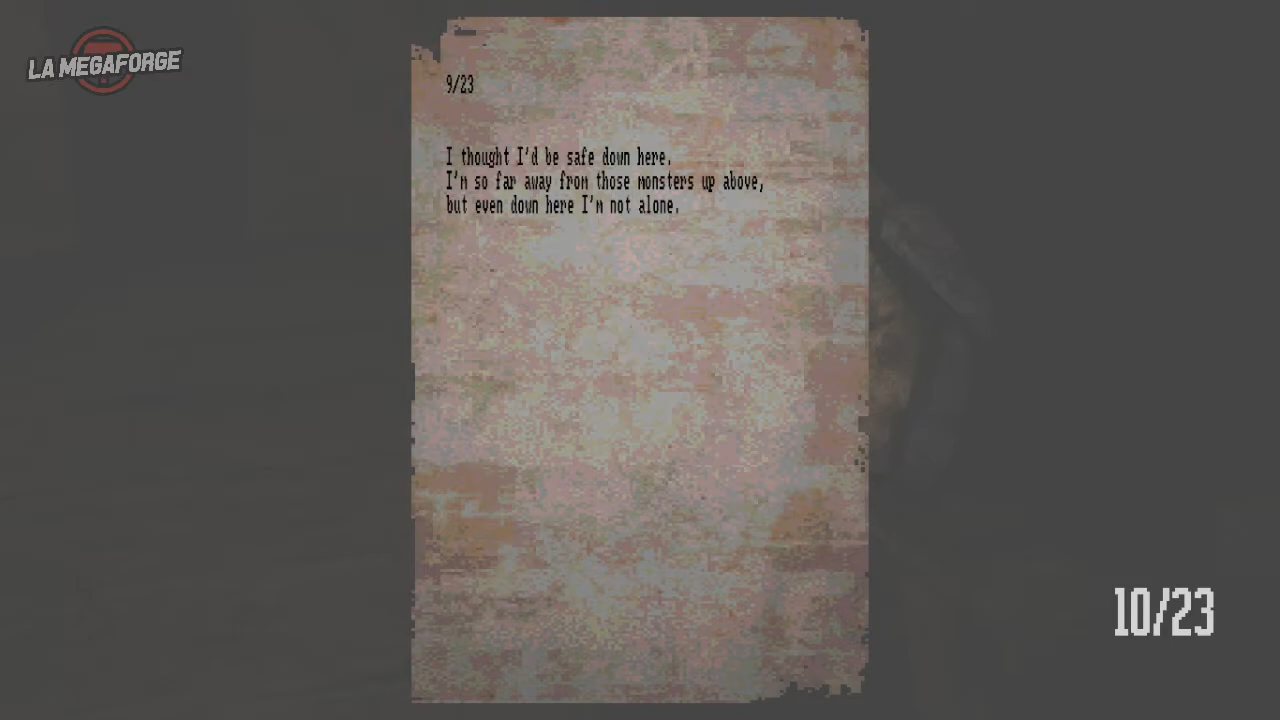 LA MEGAFORGE
9/23
I thought I'd be safe down here.
I'm so far away from those monsters up above,
but even down here I'm not alone.
10/23